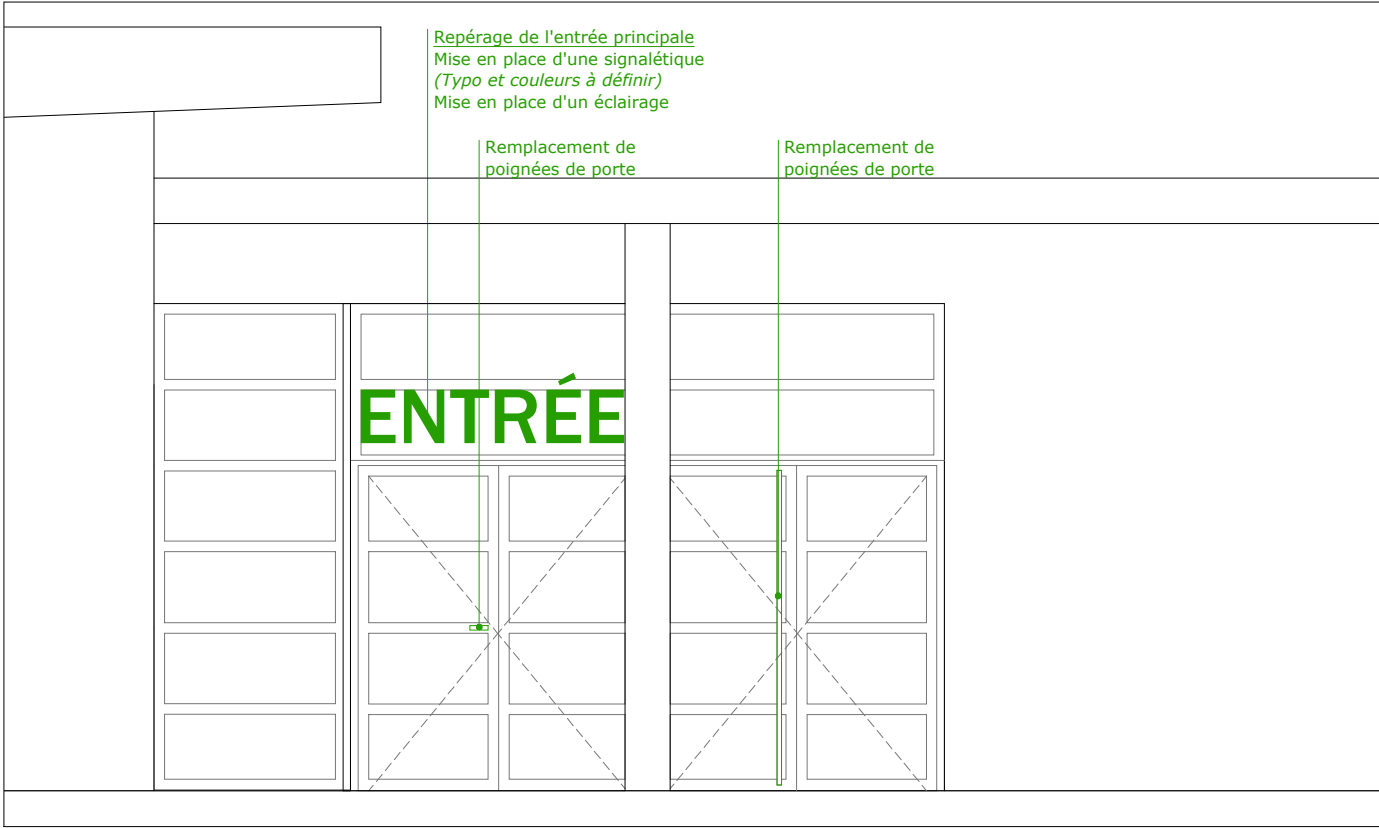 Repérage de l'entrée principale
Mise en place d'une signalétique
(Typo et couleurs à définir)
Mise en place d'un éclairage
Remplacement de
poignées de porte
Remplacement de
poignées de porte
ENTRÉE